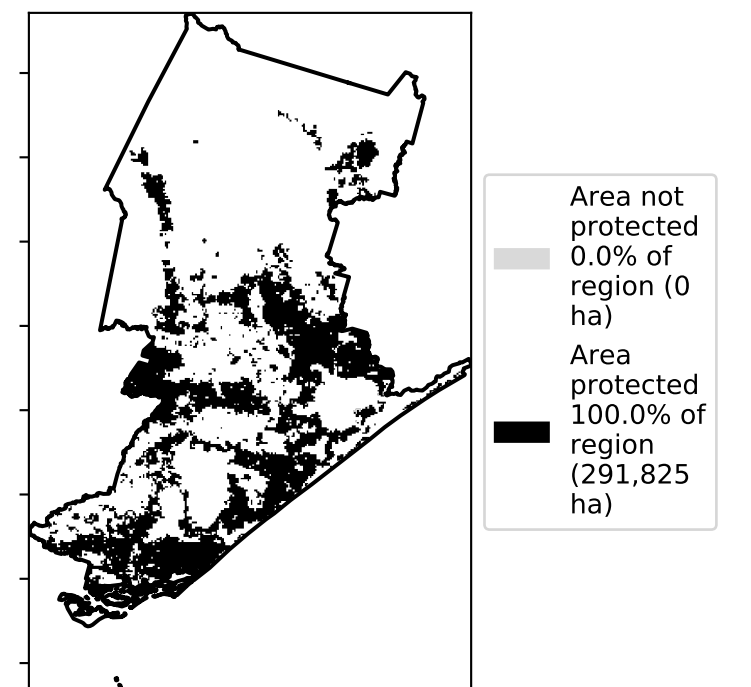 Area not
protected
0.0% of
region (0
ha)
Area
protected
100.0% of
region
(291,825
ha)